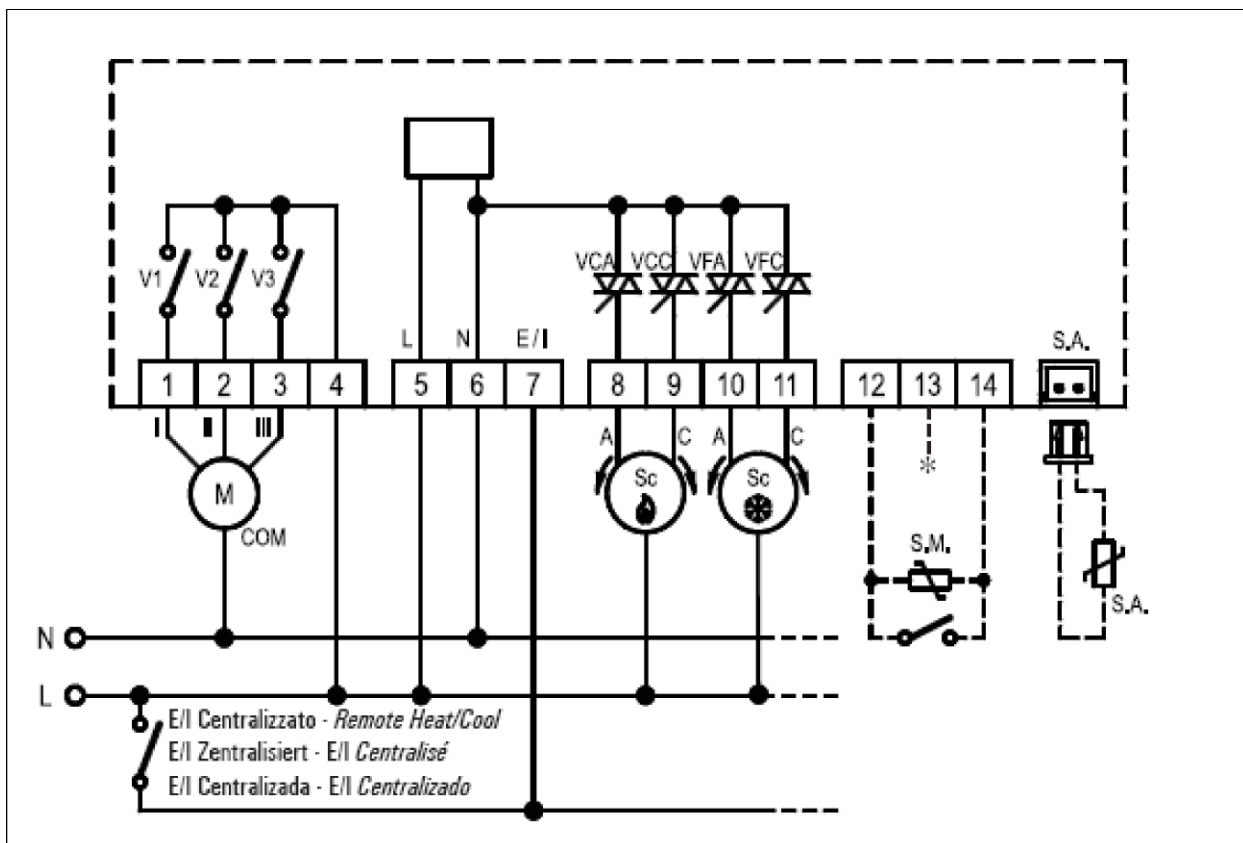 VCA VCC VFA VFC
V1 V2 V3
L N E/I
S.A.
1 2 3 4 5 6 7 8 9 10 11 12 13 14
I II III
A C A C
*
M
COM
Sc Sc
S.M.
S.A.
N
L
E/I Centralizzato - Remote Heat/Cool
E/I Zentralisiert - E/I Centralisé
E/I Centralizada - E/I Centralizado